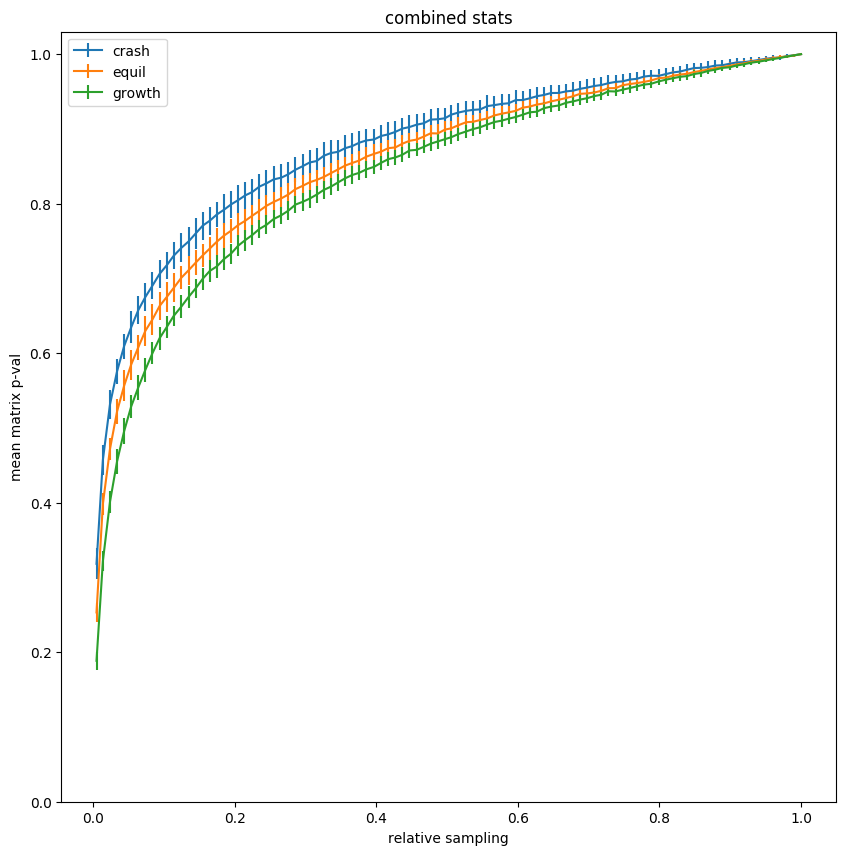 combined stats
crash
equil
growth
mean matrix p-val
1.0
0.8
0.6
0.4
0.2
0.0
0.0 0.2 0.4 0.6 0.8 1.0
relative sampling